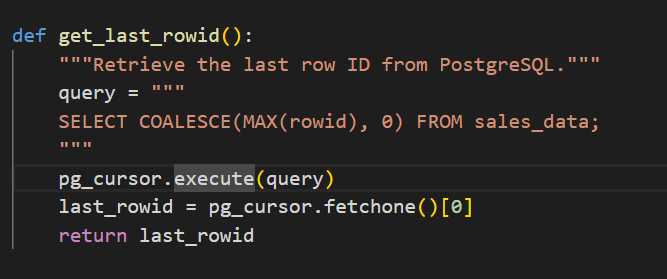 def get_last_rowid():
    """Retrieve the last row ID from PostgreSQL."""
    query = """
    SELECT COALESCE(MAX(rowid), 0) FROM sales_data;
    """
    pg_cursor.execute(query)
    last_rowid = pg_cursor.fetchone()[0]
    return last_rowid